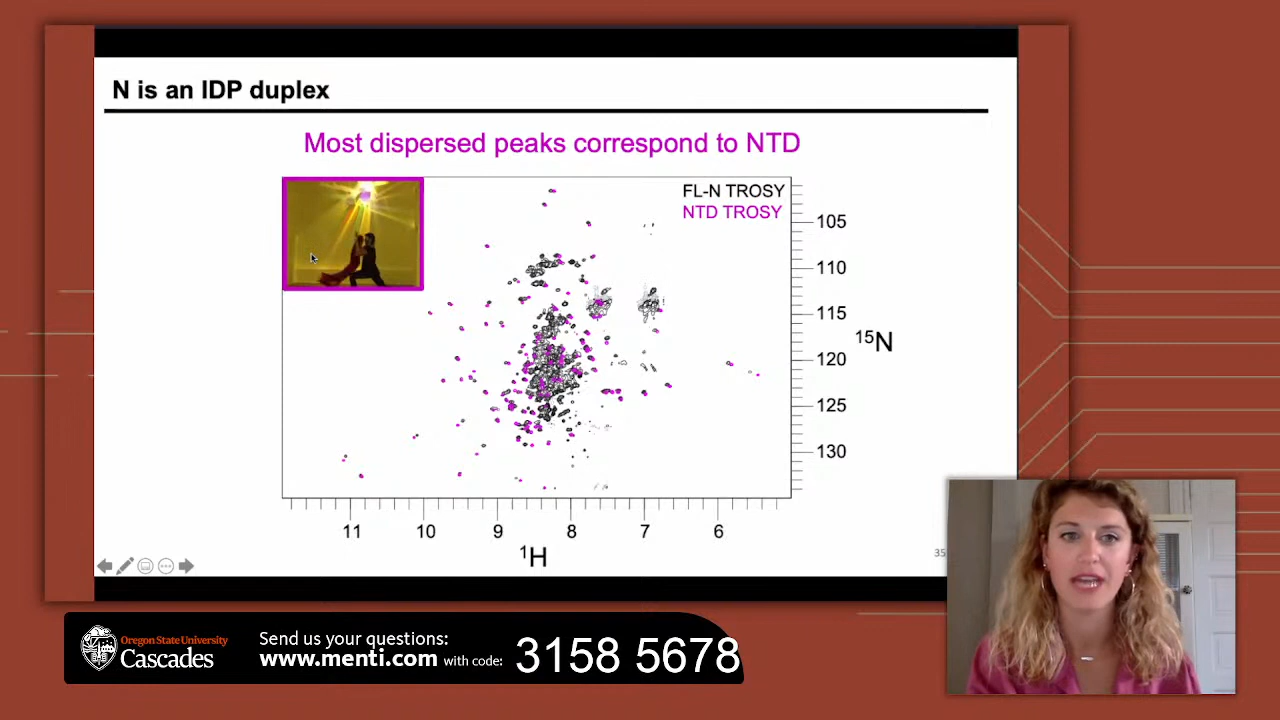 N is an IDP duplex
Most dispersed peaks correspond to NTD
FL-N TROSY
NTD TROSY
105
110
115
120
125
130
15N
11 10 9 8 7 6
1H
35
Oregon State University
Cascades
Send us your questions:
www.menti.com with code:
3158 5678